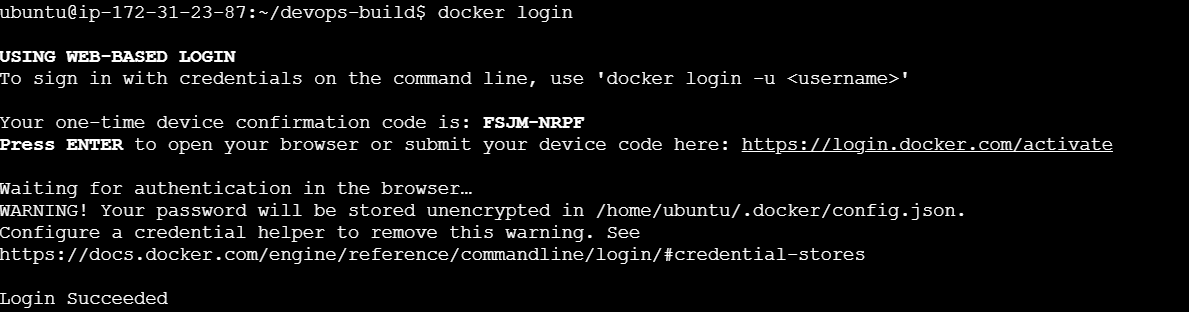 ubuntu@ip-172-31-23-87:~/devops-build$ docker login
USING WEB-BASED LOGIN
To sign in with credentials on the command line, use 'docker login -u <username>'
Your one-time device confirmation code is: FSJM-NRPF
Press ENTER to open your browser or submit your device code here: https://login.docker.com/activate
Waiting for authentication in the browser…
WARNING! Your password will be stored unencrypted in /home/ubuntu/.docker/config.json.
Configure a credential helper to remove this warning. See
https://docs.docker.com/engine/reference/commandline/login/#credential-stores
Login Succeeded